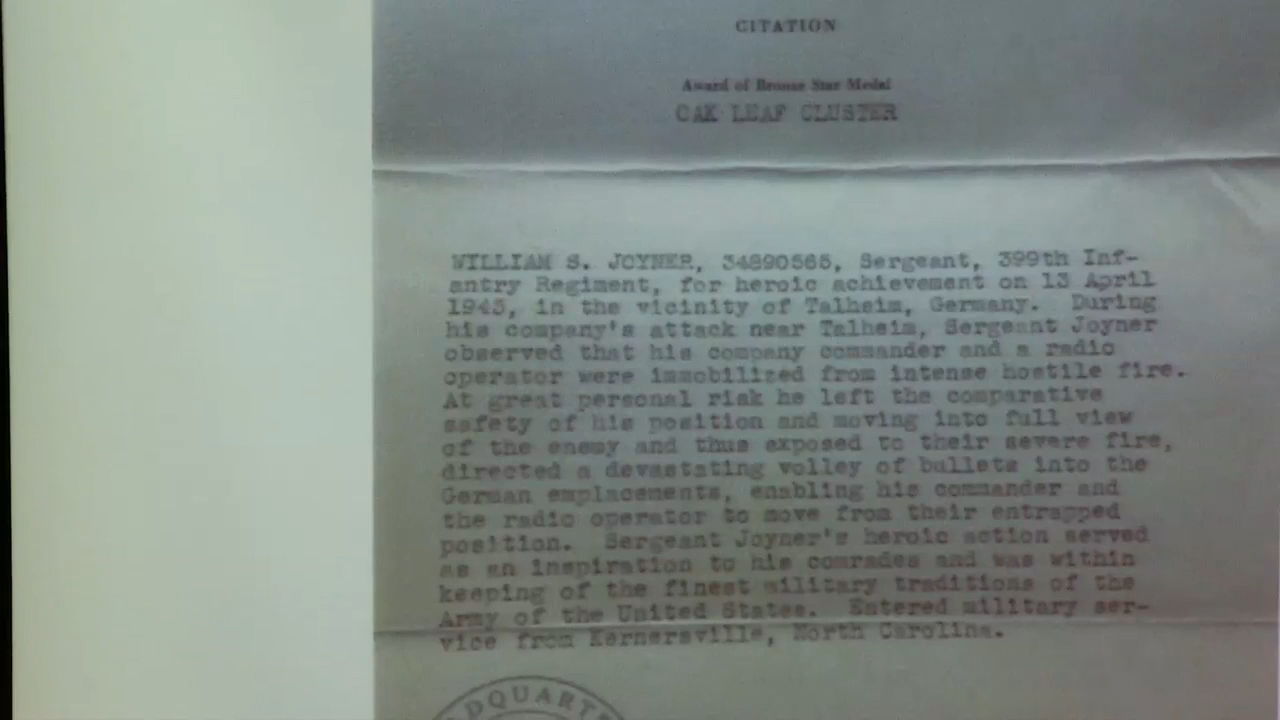 CITATION
Award of Bronze Star Medal
OAK LEAF CLUSTER
WILLIAM S. JOYNER, 34890565, Sergeant, 399th Inf-
antry Regiment, for heroic achievement on 13 April
1945, in the vicinity of Talheim, Germany. During
his company's attack near Talheim, Sergeant Joyner
observed that his company commander and a radio
operator were immobilized from intense hostile fire.
At great personal risk he left the comparative
safety of his position and moving into full view
of the enemy and thus exposed to their severe fire,
directed a devastating volley of bullets into the
German emplacements, enabling his commander and
the radio operator to move from their entrapped
position. Sergeant Joyner's heroic action served
as an inspiration to his comrades and was within
keeping of the finest military traditions of the
Army of the United States. Entered military ser-
vice from Kernersville, North Carolina.